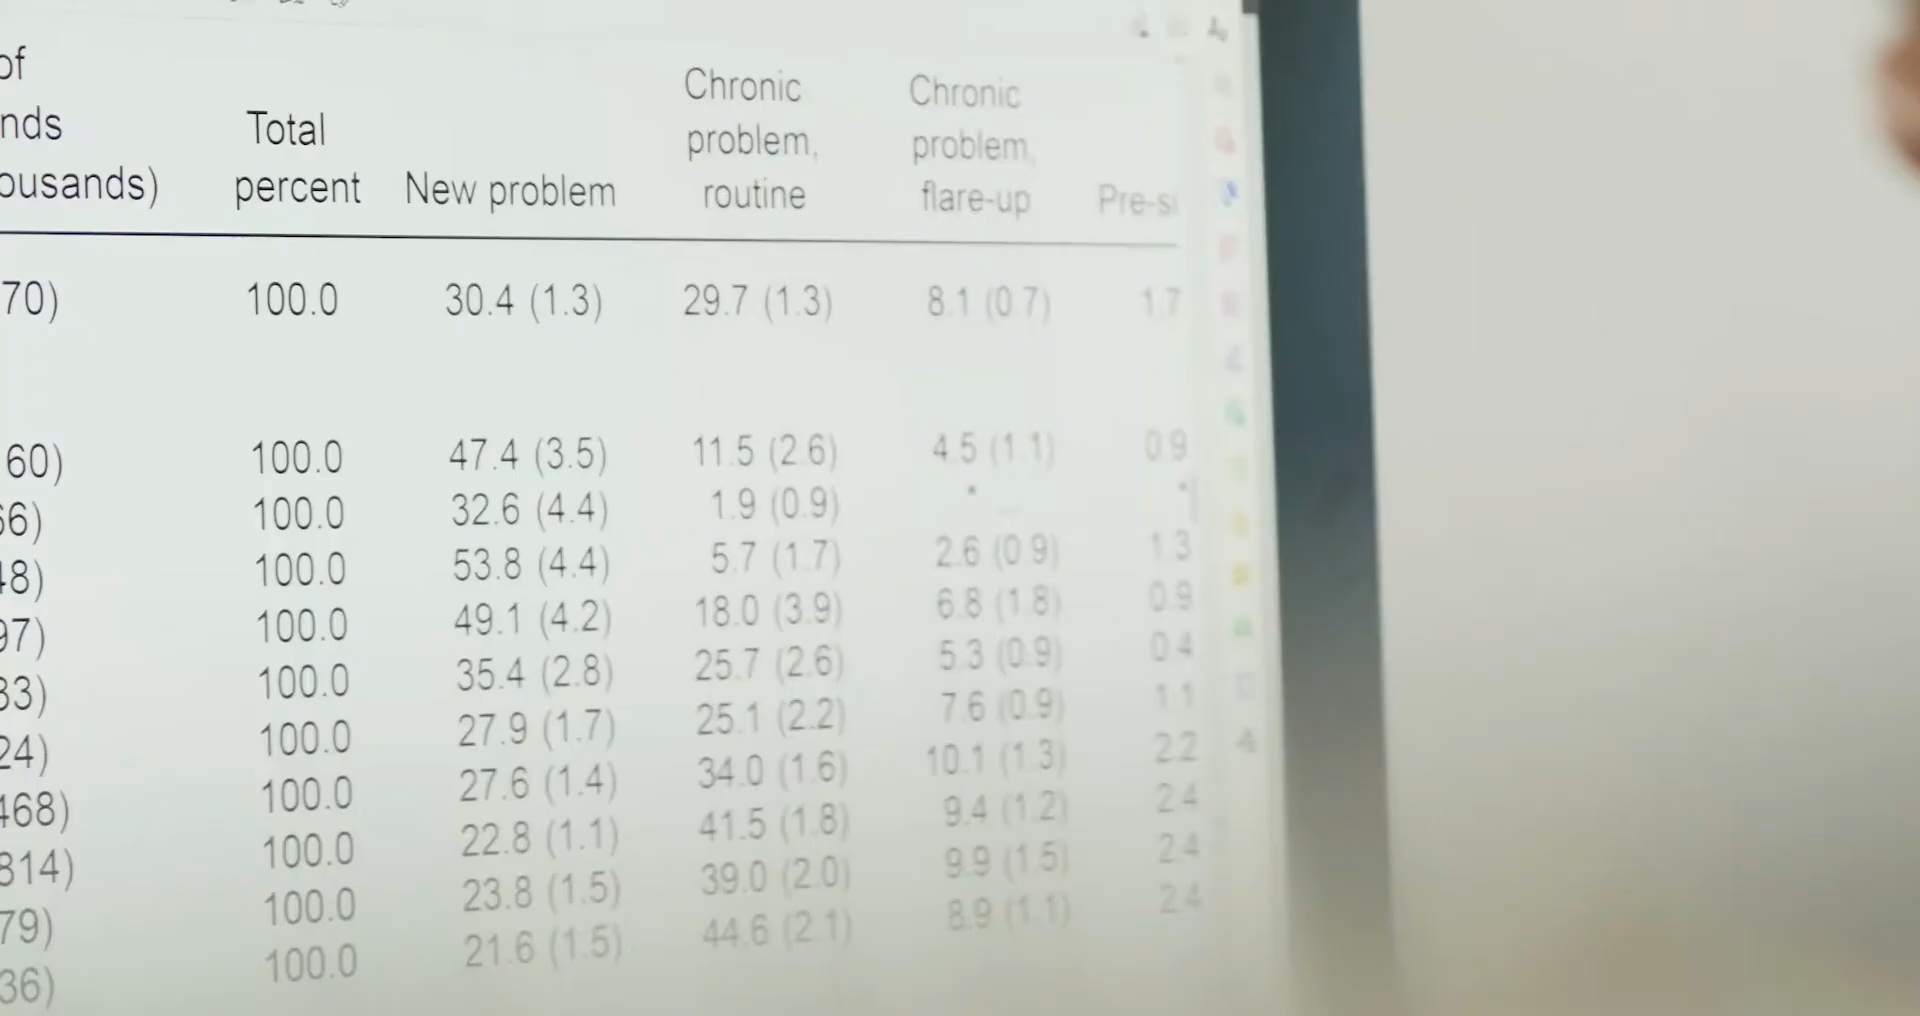 of
nds
ousands)
Total
percent
New problem
Chronic
problem,
routine
Chronic
problem,
flare-up
Pre-s
70) 100.0 30.4 (1.3) 29.7 (1.3) 8.1 (0.7) 1.7
60) 100.0 47.4 (3.5) 11.5 (2.6) 4.5 (1.1) 0.9
66) 100.0 32.6 (4.4) 1.9 (0.9) * *
48) 100.0 53.8 (4.4) 5.7 (1.7) 2.6 (0.9) 1.3
97) 100.0 49.1 (4.2) 18.0 (3.9) 6.8 (1.8) 0.9
33) 100.0 35.4 (2.8) 25.7 (2.6) 5.3 (0.9) 0.4
24) 100.0 27.9 (1.7) 25.1 (2.2) 7.6 (0.9) 1.1
468) 100.0 27.6 (1.4) 34.0 (1.6) 10.1 (1.3) 2.2
814) 100.0 22.8 (1.1) 41.5 (1.8) 9.4 (1.2) 2.4
79) 100.0 23.8 (1.5) 39.0 (2.0) 9.9 (1.5) 2.4
36) 100.0 21.6 (1.5) 44.6 (2.1) 8.9 (1.1) 2.4